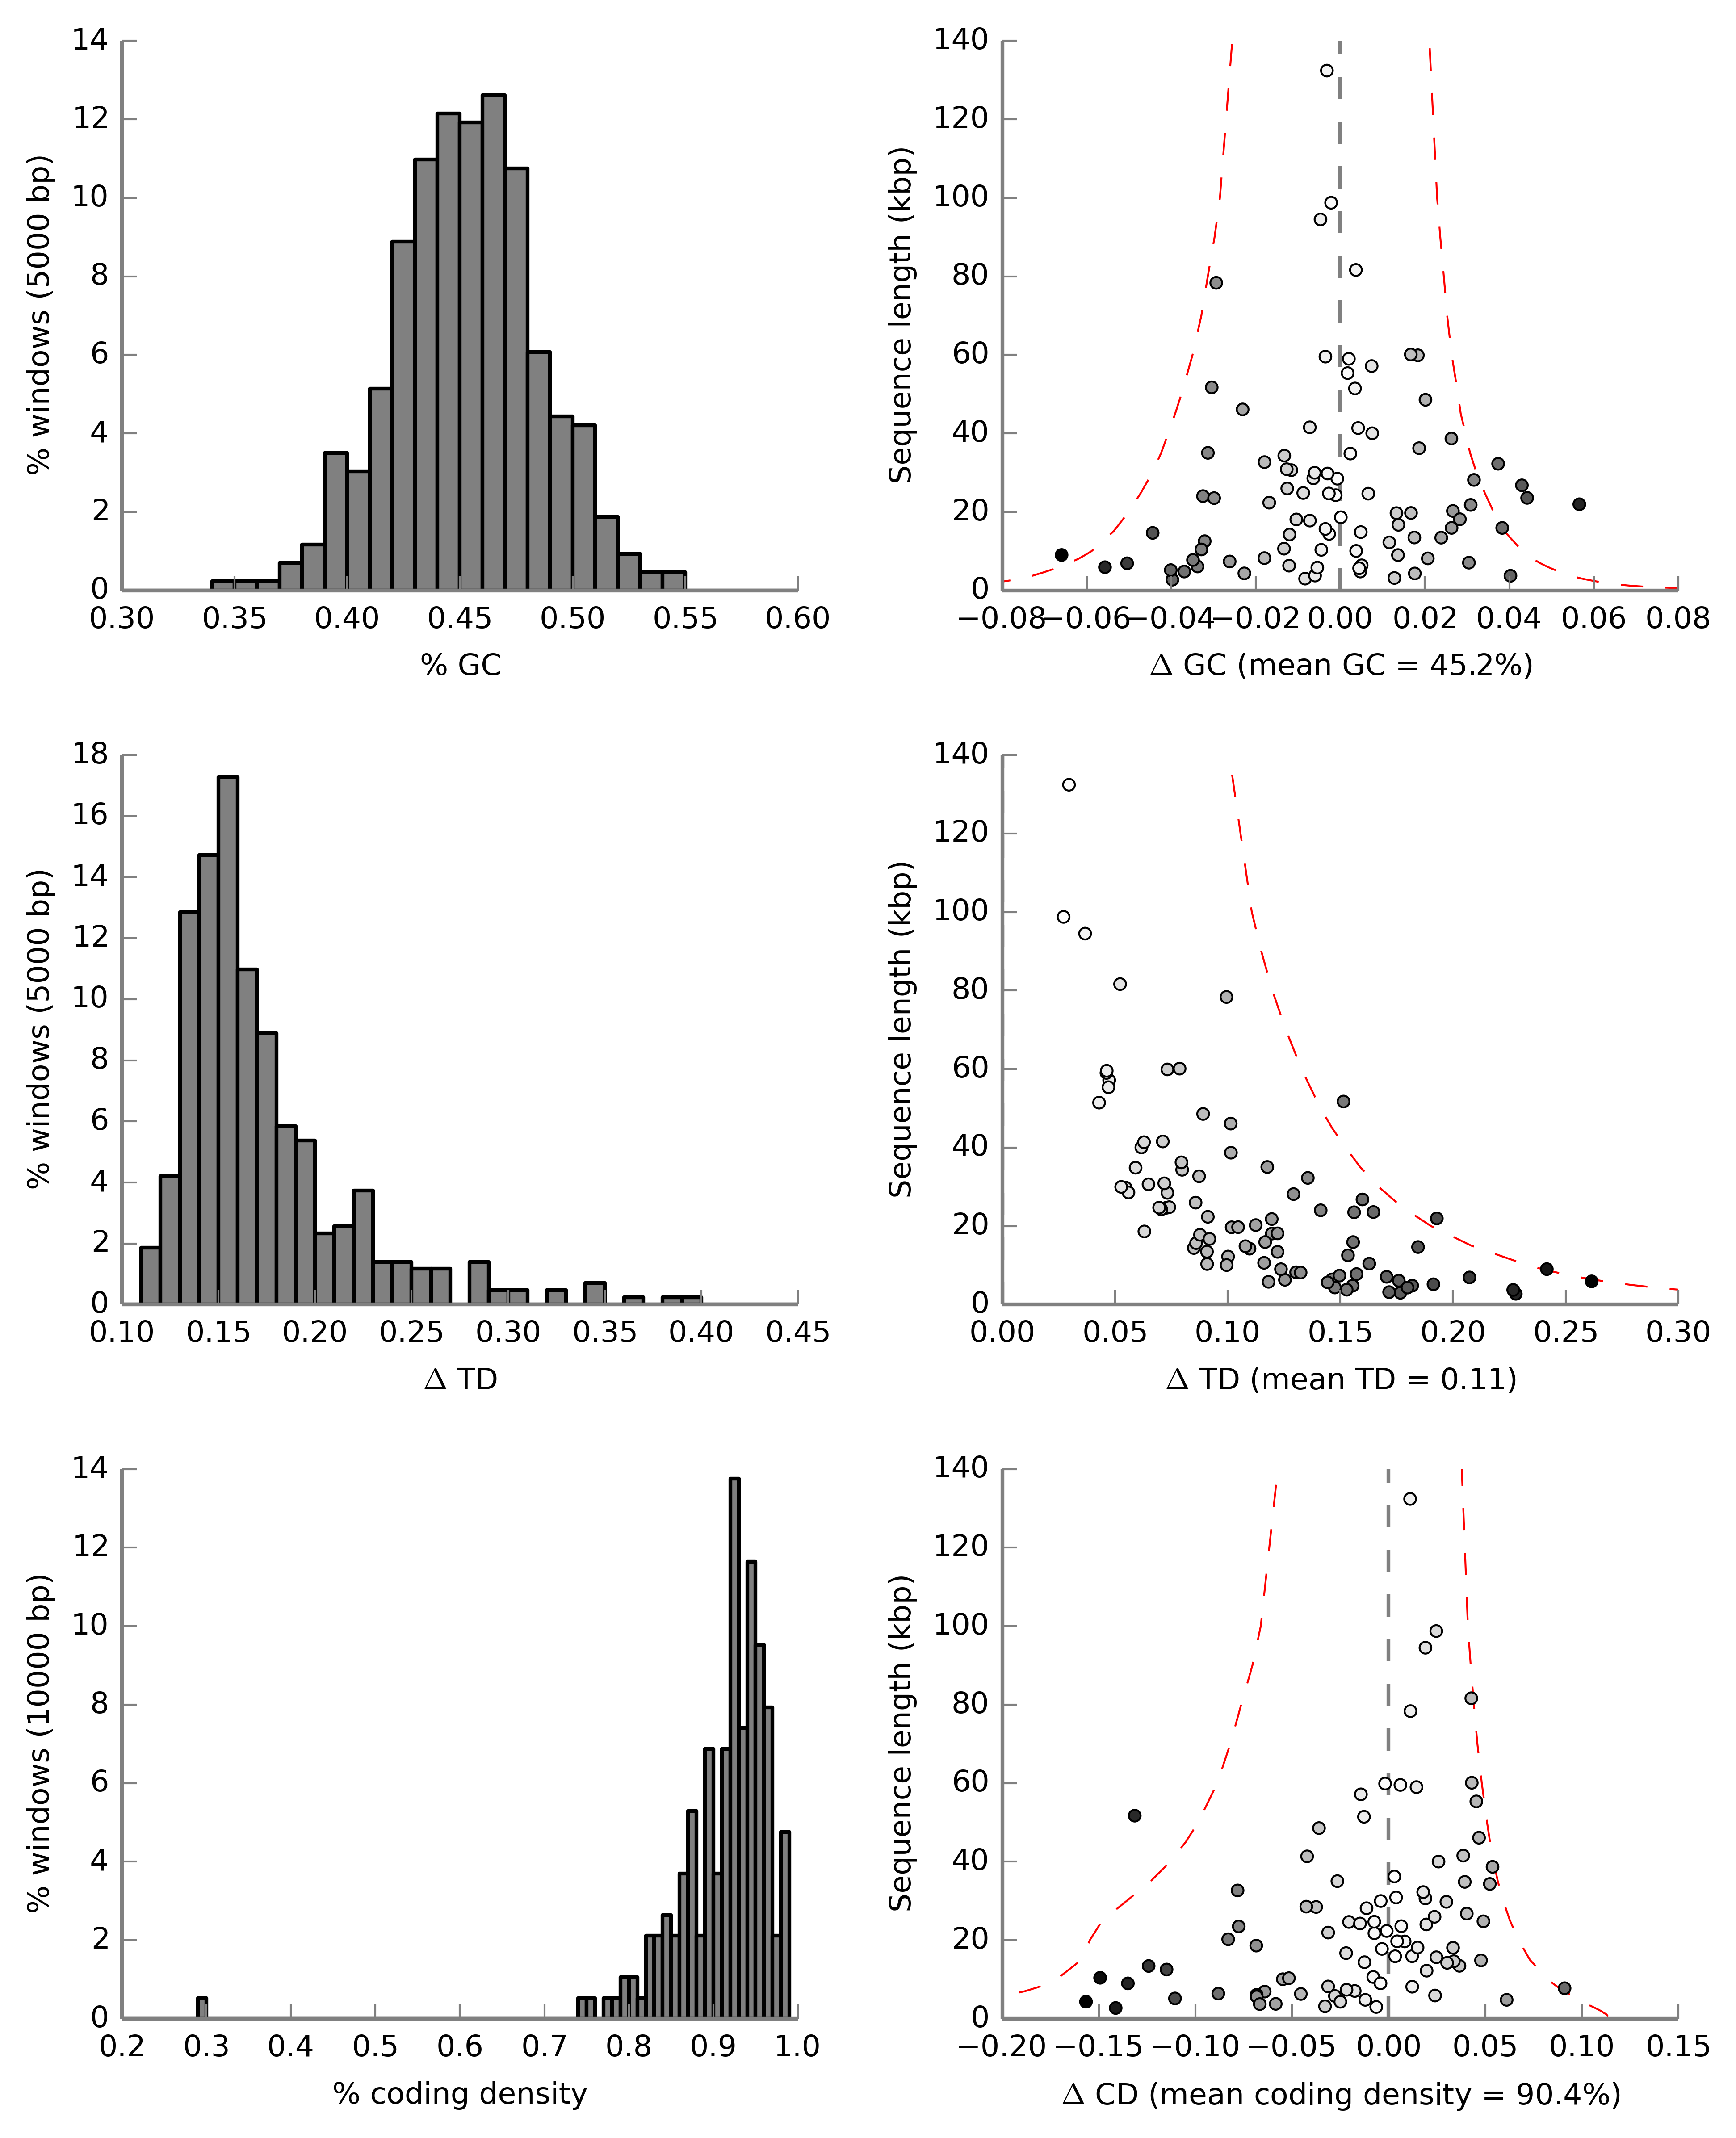 % windows (5000 bp)
14
12
10
8
6
4
2
0
0.30 0.35 0.40 0.45 0.50 0.55 0.60
% GC
Sequence length (kbp)
140
120
100
80
60
40
20
0
−0.08 −0.06 −0.04 −0.02 0.00 0.02 0.04 0.06 0.08
Δ GC (mean GC = 45.2%)
% windows (5000 bp)
18
16
14
12
10
8
6
4
2
0
0.10 0.15 0.20 0.25 0.30 0.35 0.40 0.45
Δ TD
Sequence length (kbp)
140
120
100
80
60
40
20
0
0.00 0.05 0.10 0.15 0.20 0.25 0.30
Δ TD (mean TD = 0.11)
% windows (10000 bp)
14
12
10
8
6
4
2
0
0.2 0.3 0.4 0.5 0.6 0.7 0.8 0.9 1.0
% coding density
Sequence length (kbp)
140
120
100
80
60
40
20
0
−0.20 −0.15 −0.10 −0.05 0.00 0.05 0.10 0.15
Δ CD (mean coding density = 90.4%)